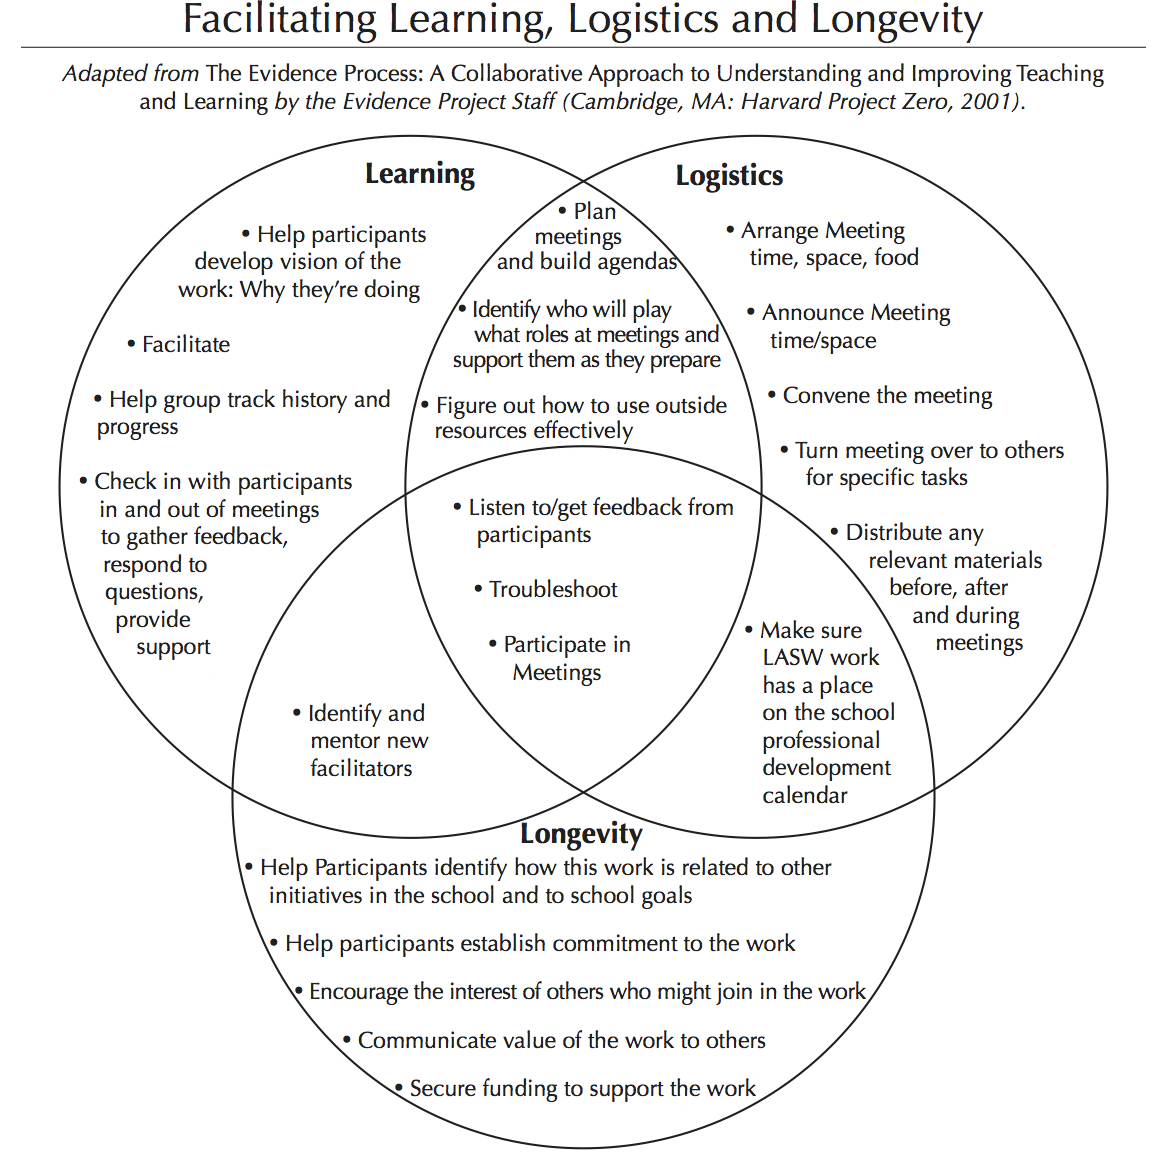 Facilitating Learning, Logistics and Longevity
Adapted from The Evidence Process: A Collaborative Approach to Understanding and Improving Teaching
and Learning by the Evidence Project Staff (Cambridge, MA: Harvard Project Zero, 2001).
Learning
• Help participants
develop vision of the
work: Why they're doing
• Facilitate
• Help group track history and
progress
• Check in with participants
in and out of meetings
to gather feedback,
respond to
questions,
provide
support
• Plan
meetings
and build agendas
• Identify who will play
what roles at meetings and
support them as they prepare
• Figure out how to use outside
resources effectively
Logistics
• Arrange Meeting
time, space, food
• Announce Meeting
time/space
• Convene the meeting
• Turn meeting over to others
for specific tasks
• Distribute any
relevant materials
before, after
and during
meetings
• Listen to/get feedback from
participants
• Troubleshoot
• Participate in
Meetings
• Identify and
mentor new
facilitators
• Make sure
LASW work
has a place
on the school
professional
development
calendar
Longevity
• Help Participants identify how this work is related to other
initiatives in the school and to school goals
• Help participants establish commitment to the work
• Encourage the interest of others who might join in the work
• Communicate value of the work to others
• Secure funding to support the work